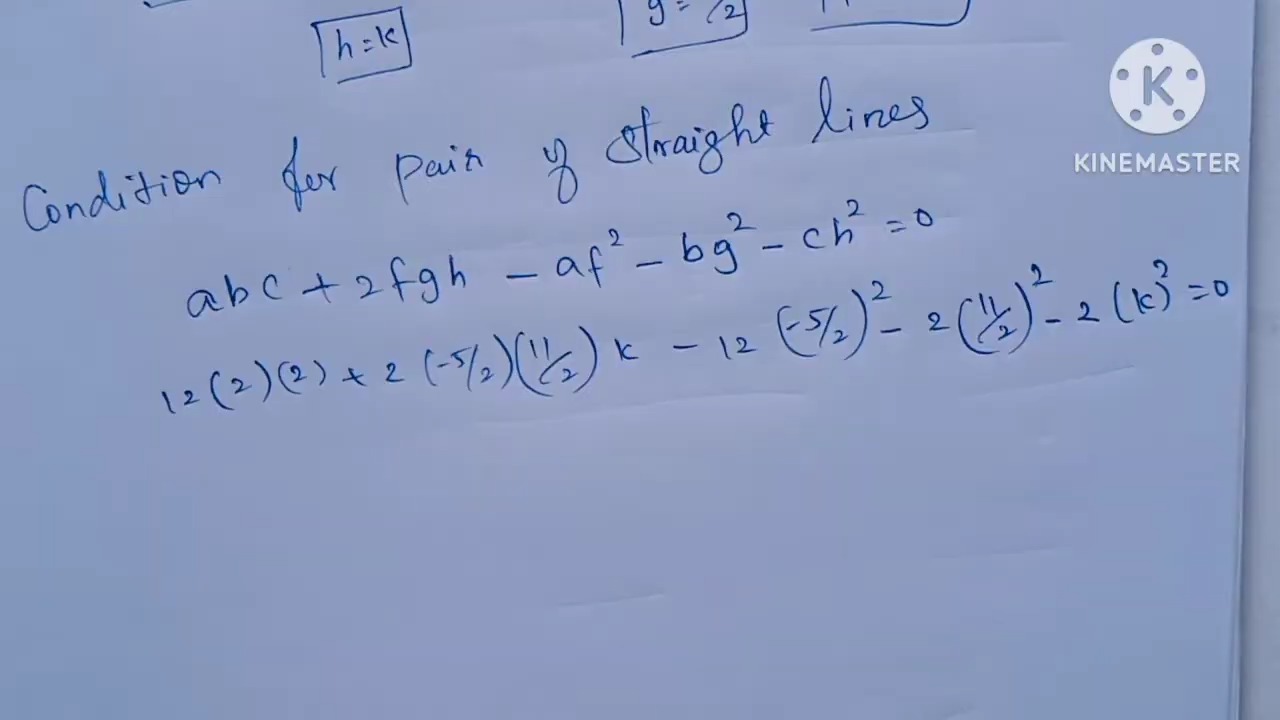 h=k
g= /2
K
KINEMASTER
Condition for pair of straight lines
abc + 2fgh - af² - bg² - ch² = 0
12(2)(2) + 2(-5/2)(11/2)k - 12(-5/2)² - 2(11/2)² - 2(k)² = 0